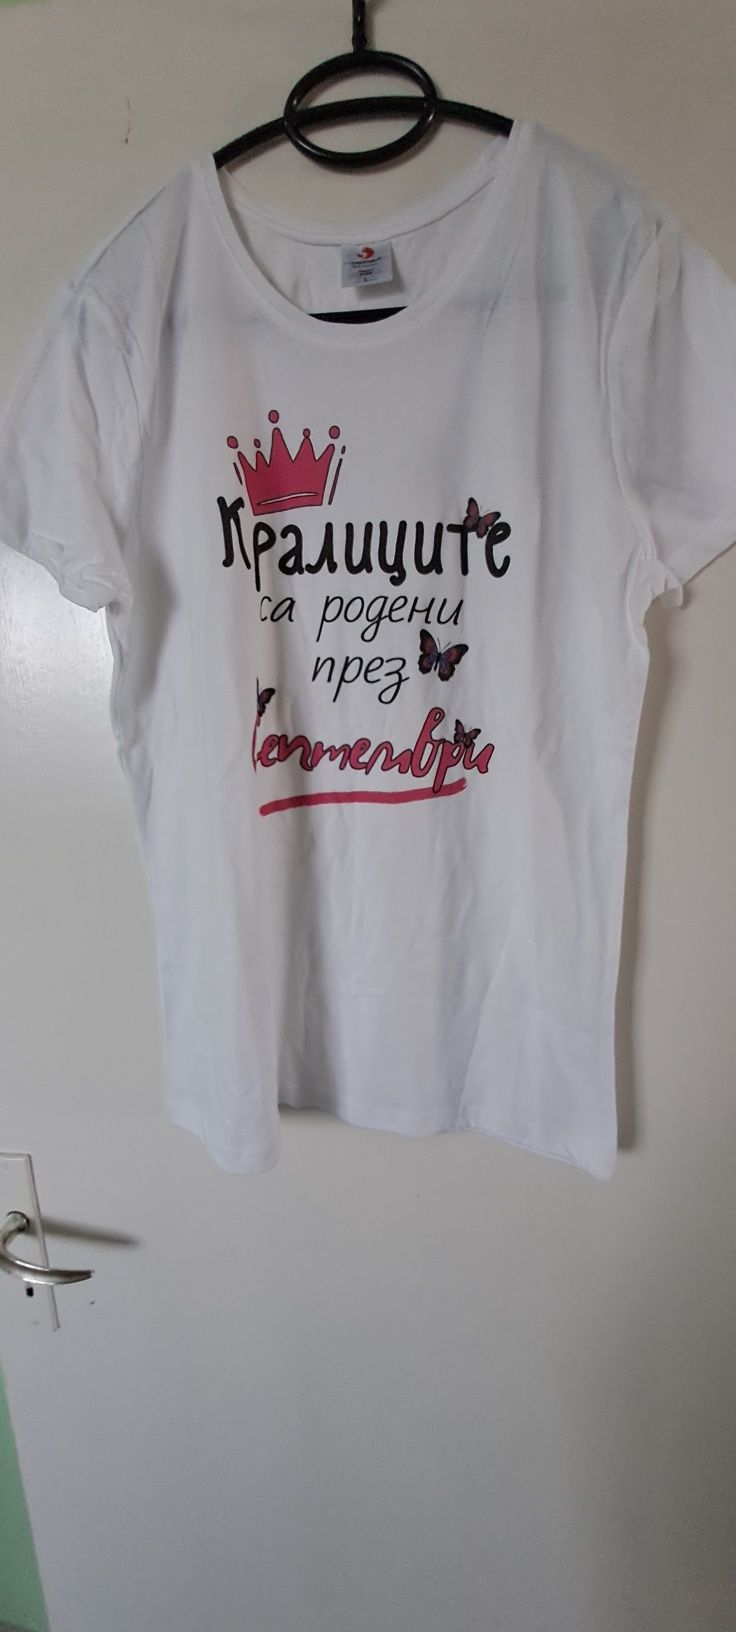 Кралиците
са родени
през
Септември